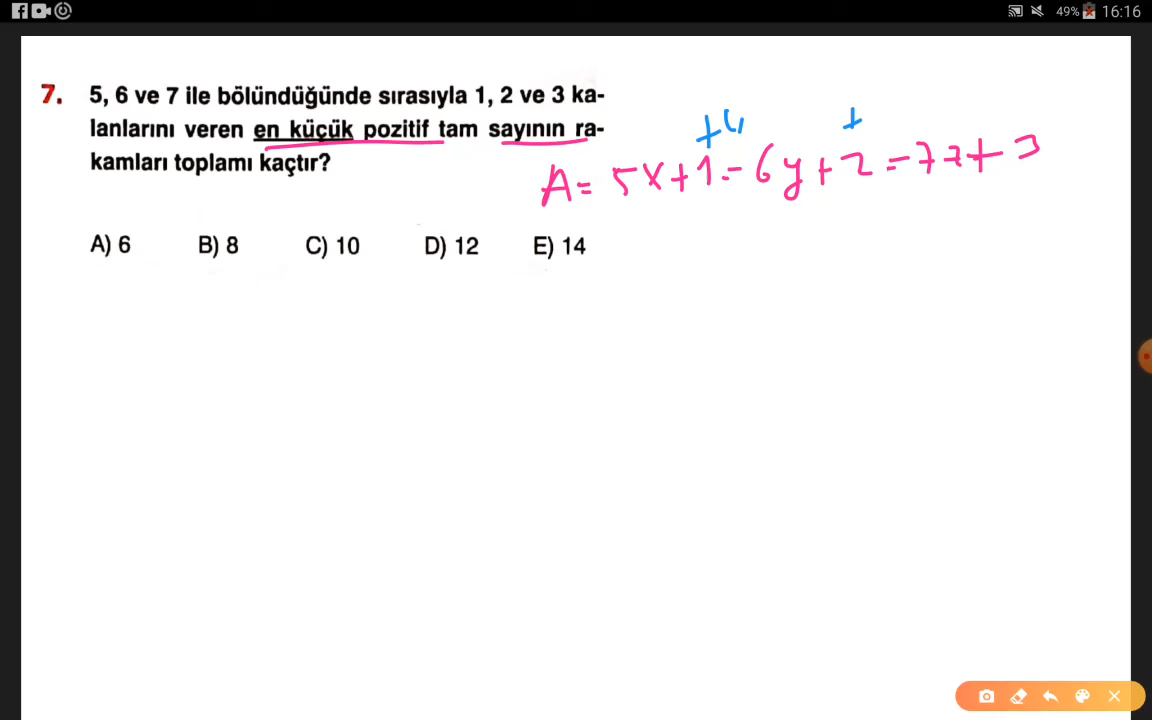 49% 16:16
7. 5, 6 ve 7 ile bölündüğünde sırasıyla 1, 2 ve 3 ka-
lanlarını veren en küçük pozitif tam sayının ra-
kamları toplamı kaçtır?
+4 +
A = 5x+1 = 6y+2 = 7z+3
A) 6 B) 8 C) 10 D) 12 E) 14